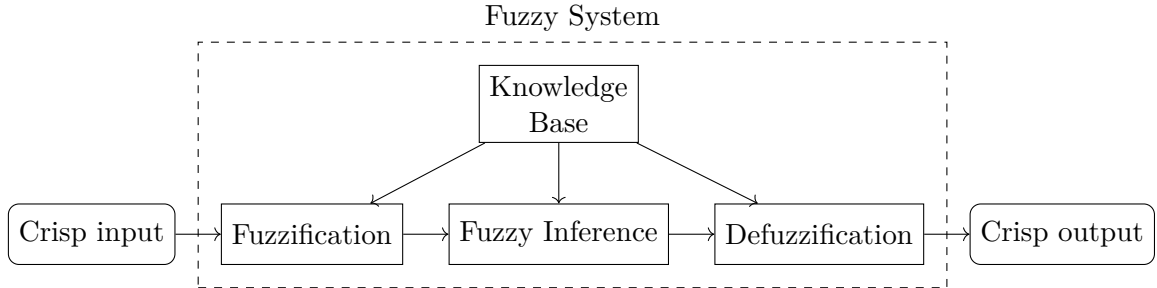 Fuzzy System
Knowledge
Base
Crisp input
Fuzzification
Fuzzy Inference
Defuzzification
Crisp output